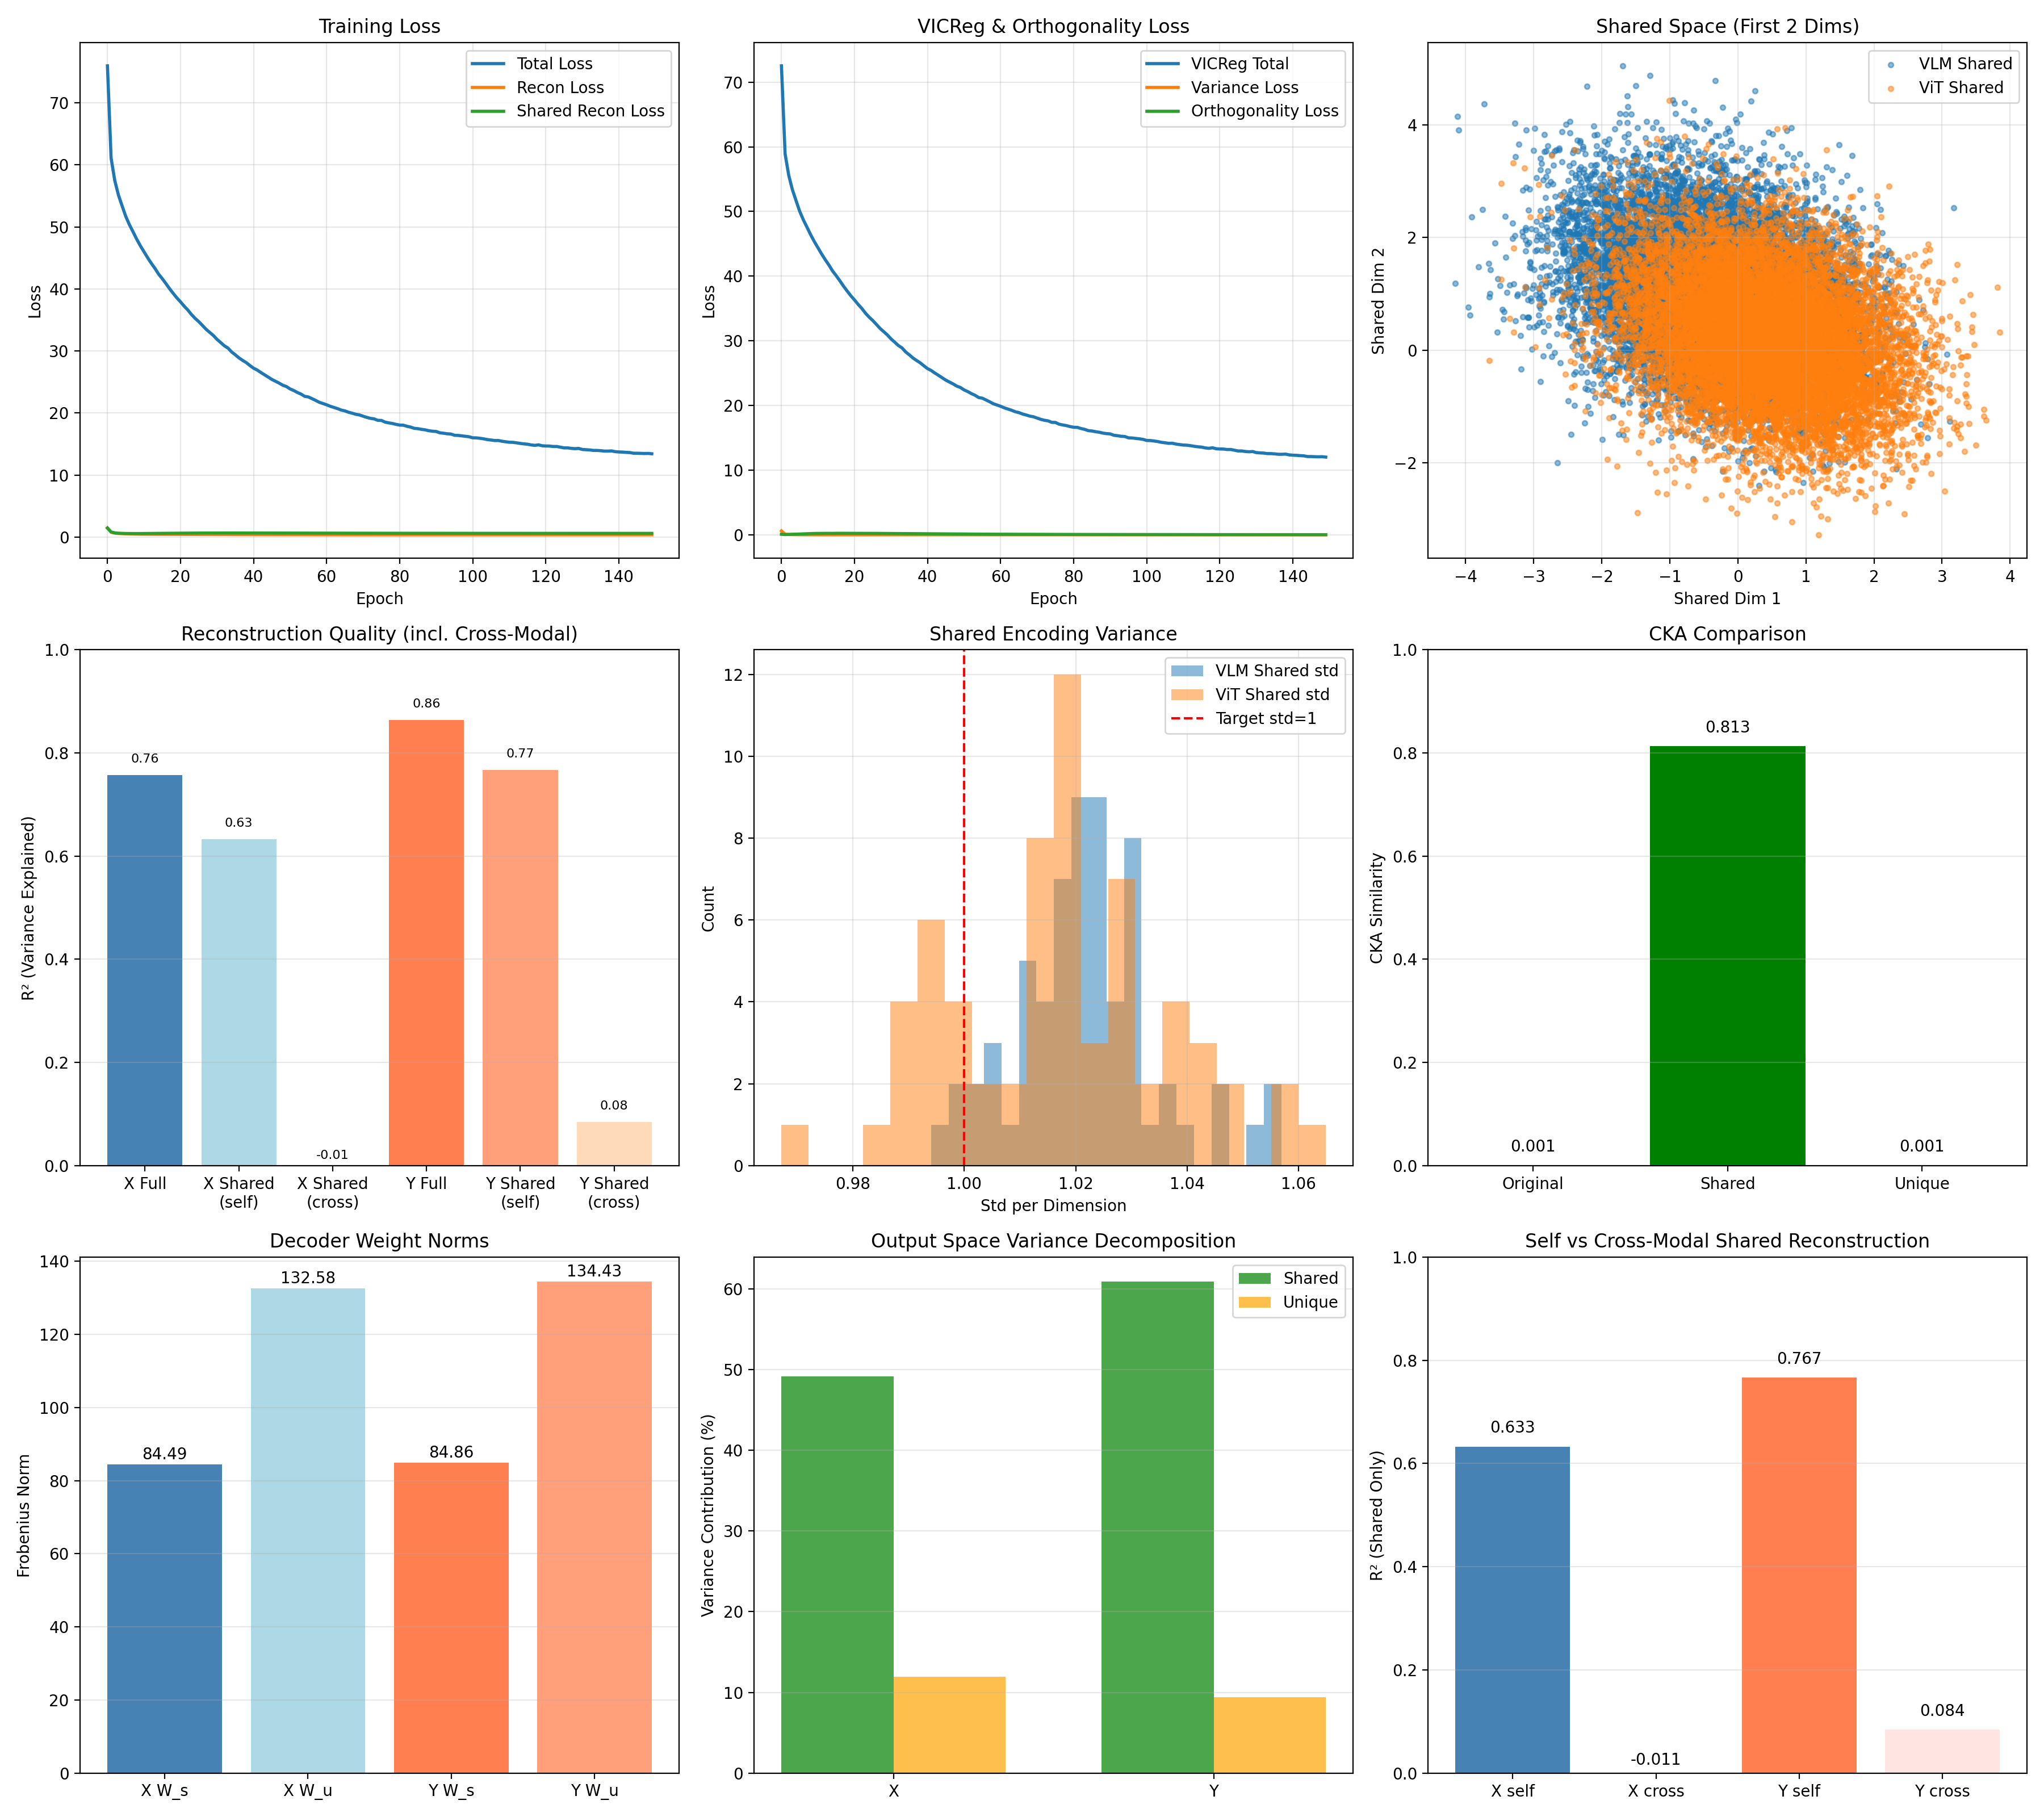 Training Loss
Total Loss
Recon Loss
Shared Recon Loss
Loss
70
60
50
40
30
20
10
0
0 20 40 60 80 100 120 140
Epoch
VICReg & Orthogonality Loss
VICReg Total
Variance Loss
Orthogonality Loss
Loss
70
60
50
40
30
20
10
0
0 20 40 60 80 100 120 140
Epoch
Shared Space (First 2 Dims)
VLM Shared
ViT Shared
Shared Dim 2
4
2
0
−2
−4 −3 −2 −1 0 1 2 3 4
Shared Dim 1
Reconstruction Quality (incl. Cross-Modal)
R² (Variance Explained)
1.0
0.8
0.6
0.4
0.2
0.0
0.76
0.63
-0.01
0.86
0.77
0.08
X Full
X Shared
(self)
X Shared
(cross)
Y Full
Y Shared
(self)
Y Shared
(cross)
Shared Encoding Variance
VLM Shared std
ViT Shared std
Target std=1
Count
12
10
8
6
4
2
0
0.98 1.00 1.02 1.04 1.06
Std per Dimension
CKA Comparison
CKA Similarity
1.0
0.8
0.6
0.4
0.2
0.0
0.001
0.813
0.001
Original Shared Unique
Decoder Weight Norms
Frobenius Norm
140
120
100
80
60
40
20
0
84.49
132.58
84.86
134.43
X W_s X W_u Y W_s Y W_u
Output Space Variance Decomposition
Shared
Unique
Variance Contribution (%)
60
50
40
30
20
10
0
X Y
Self vs Cross-Modal Shared Reconstruction
R² (Shared Only)
1.0
0.8
0.6
0.4
0.2
0.0
0.633
-0.011
0.767
0.084
X self X cross Y self Y cross